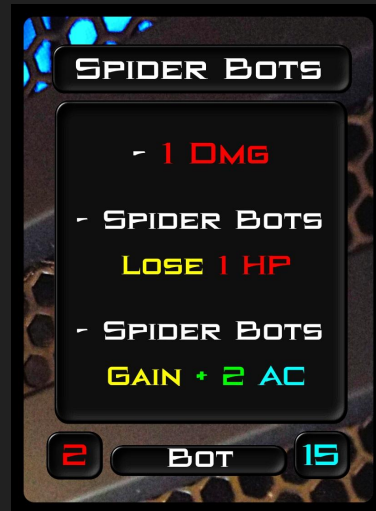 Spider Bots
- 1 Dmg
- Spider Bots
Lose 1 HP
- Spider Bots
Gain + 2 AC
2 Bot 15